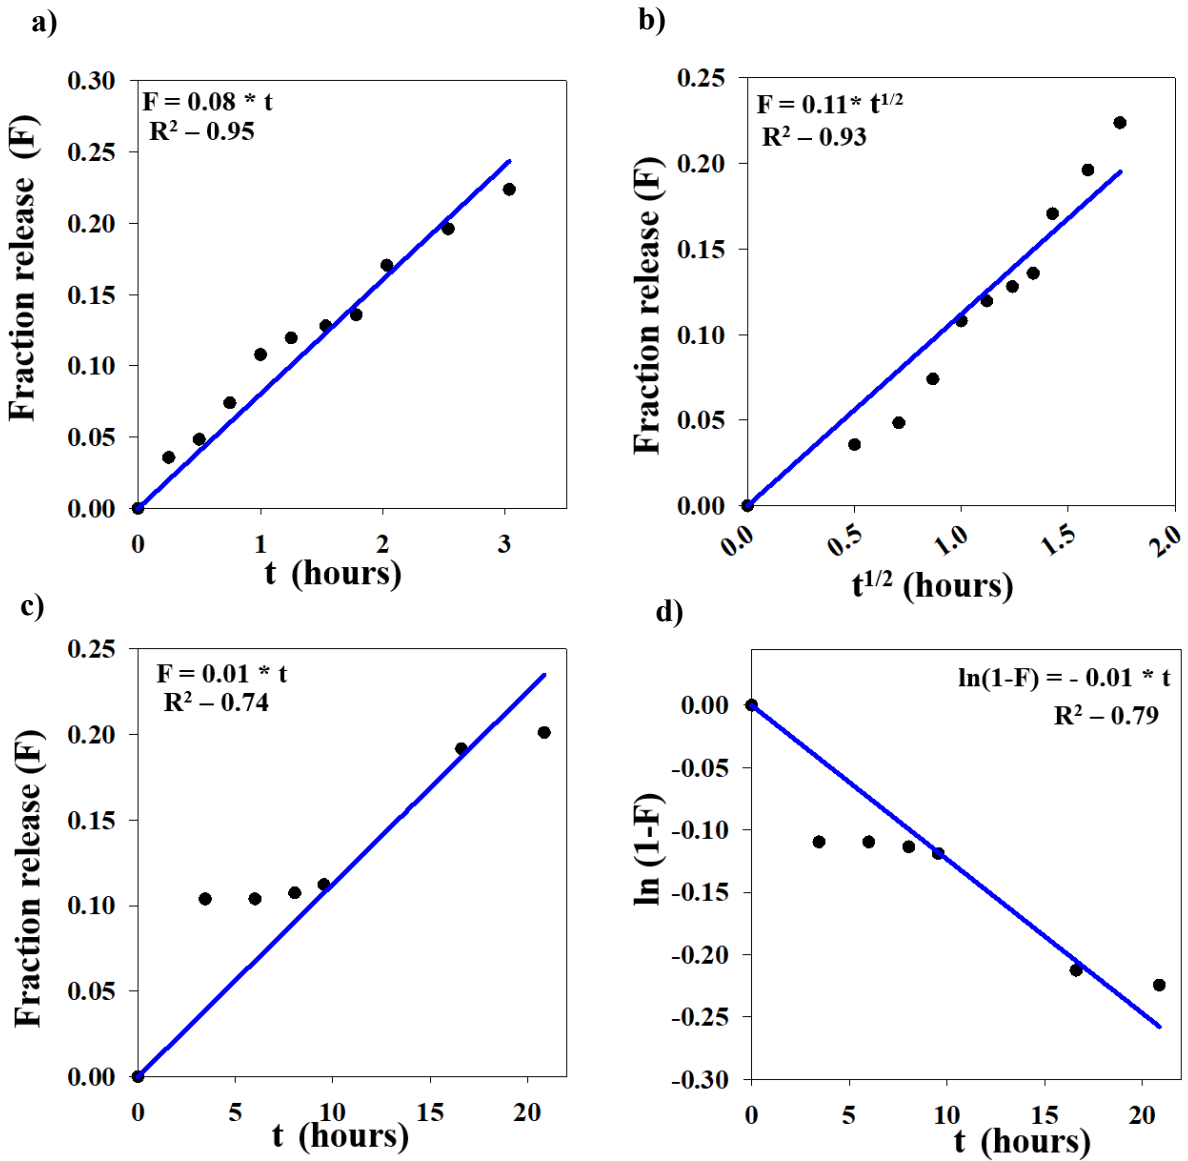 a)
F = 0.08 * t
R² – 0.95
0.30
0.25
0.20
0.15
0.10
0.05
0.00
Fraction release (F)
0 1 2 3
t (hours)
b)
F = 0.11* t¹/²
R² – 0.93
0.25
0.20
0.15
0.10
0.05
0.00
Fraction release (F)
0.0 0.5 1.0 1.5 2.0
t¹/² (hours)
c)
F = 0.01 * t
R² – 0.74
0.25
0.20
0.15
0.10
0.05
0.00
Fraction release (F)
0 5 10 15 20
t (hours)
d)
ln(1-F) = - 0.01 * t
R² – 0.79
0.00
-0.05
-0.10
-0.15
-0.20
-0.25
-0.30
ln (1-F)
0 5 10 15 20
t (hours)